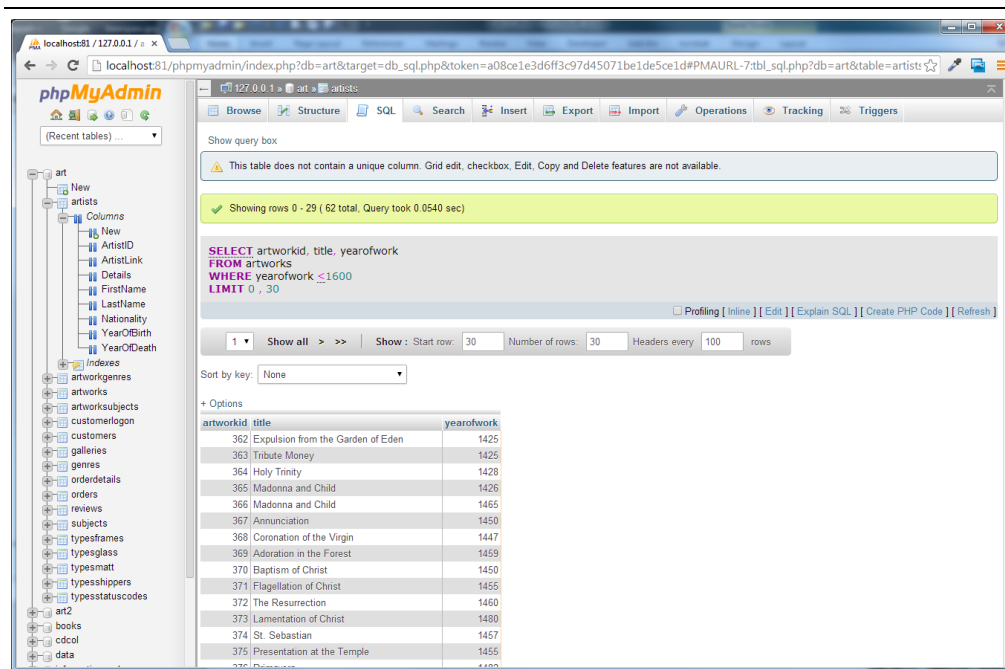 localhost:81 / 127.0.0.1 / a ×
localhost:81/phpmyadmin/index.php?db=art&target=db_sql.php&token=a08ce1e3d6ff3c97d45071be1de5ce1d#PMAURL-7:tbl_sql.php?db=art&table=artists
phpMyAdmin
(Recent tables) ...
art
New
artists
Columns
New
ArtistID
ArtistLink
Details
FirstName
LastName
Nationality
YearOfBirth
YearOfDeath
Indexes
artworkgenres
artworks
artworksubjects
customerlogon
customers
galleries
genres
orderdetails
orders
reviews
subjects
typesframes
typesglass
typesmatt
typesshippers
typesstatuscodes
art2
books
cdcol
data
127.0.0.1 » art » artists
Browse Structure SQL Search Insert Export Import Operations Tracking Triggers
Show query box
This table does not contain a unique column. Grid edit, checkbox, Edit, Copy and Delete features are not available.
Showing rows 0 - 29 ( 62 total, Query took 0.0540 sec)
SELECT artworkid, title, yearofwork
FROM artworks
WHERE yearofwork <1600
LIMIT 0 , 30
Profiling [ Inline ] [ Edit ] [ Explain SQL ] [ Create PHP Code ] [ Refresh ]
1 Show all > >> Show : Start row: 30 Number of rows: 30 Headers every 100 rows
Sort by key: None
+ Options
artworkid title yearofwork
362 Expulsion from the Garden of Eden 1425
363 Tribute Money 1425
364 Holy Trinity 1428
365 Madonna and Child 1426
366 Madonna and Child 1465
367 Annunciation 1450
368 Coronation of the Virgin 1447
369 Adoration in the Forest 1459
370 Baptism of Christ 1450
371 Flagellation of Christ 1455
372 The Resurrection 1460
373 Lamentation of Christ 1480
374 St. Sebastian 1457
375 Presentation at the Temple 1455
376 Primavera 1482